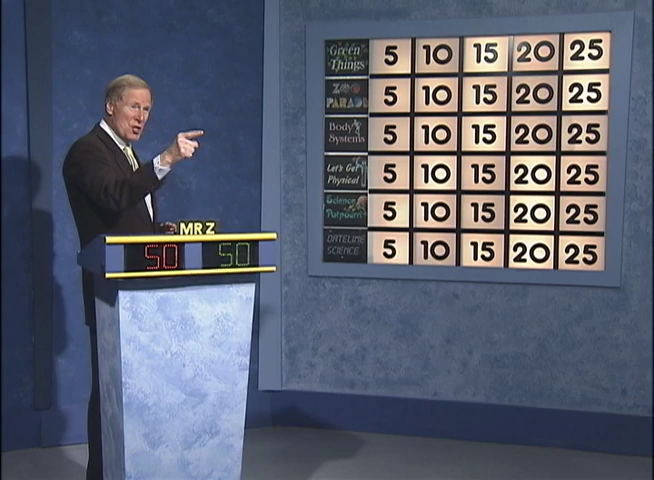 Green Things 5 10 15 20 25
ZOO PARADE 5 10 15 20 25
Body Systems 5 10 15 20 25
Let's Get Physical 5 10 15 20 25
Science Potpourri 5 10 15 20 25
DATELINE SCIENCE 5 10 15 20 25
MR Z
50 50